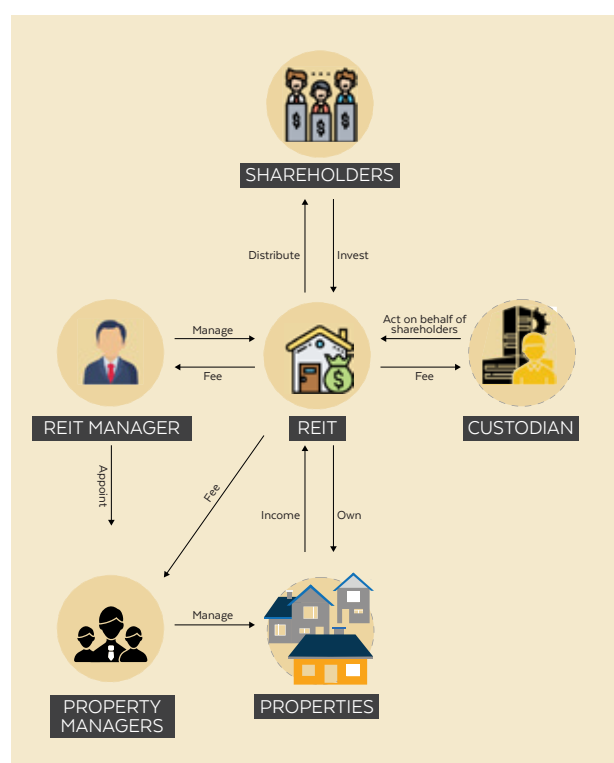 SHAREHOLDERS
Distribute
Invest
Manage
Act on behalf of
shareholders
Fee
Fee
REIT MANAGER
REIT
CUSTODIAN
Appoint
Fee
Income
Own
Manage
PROPERTY
MANAGERS
PROPERTIES